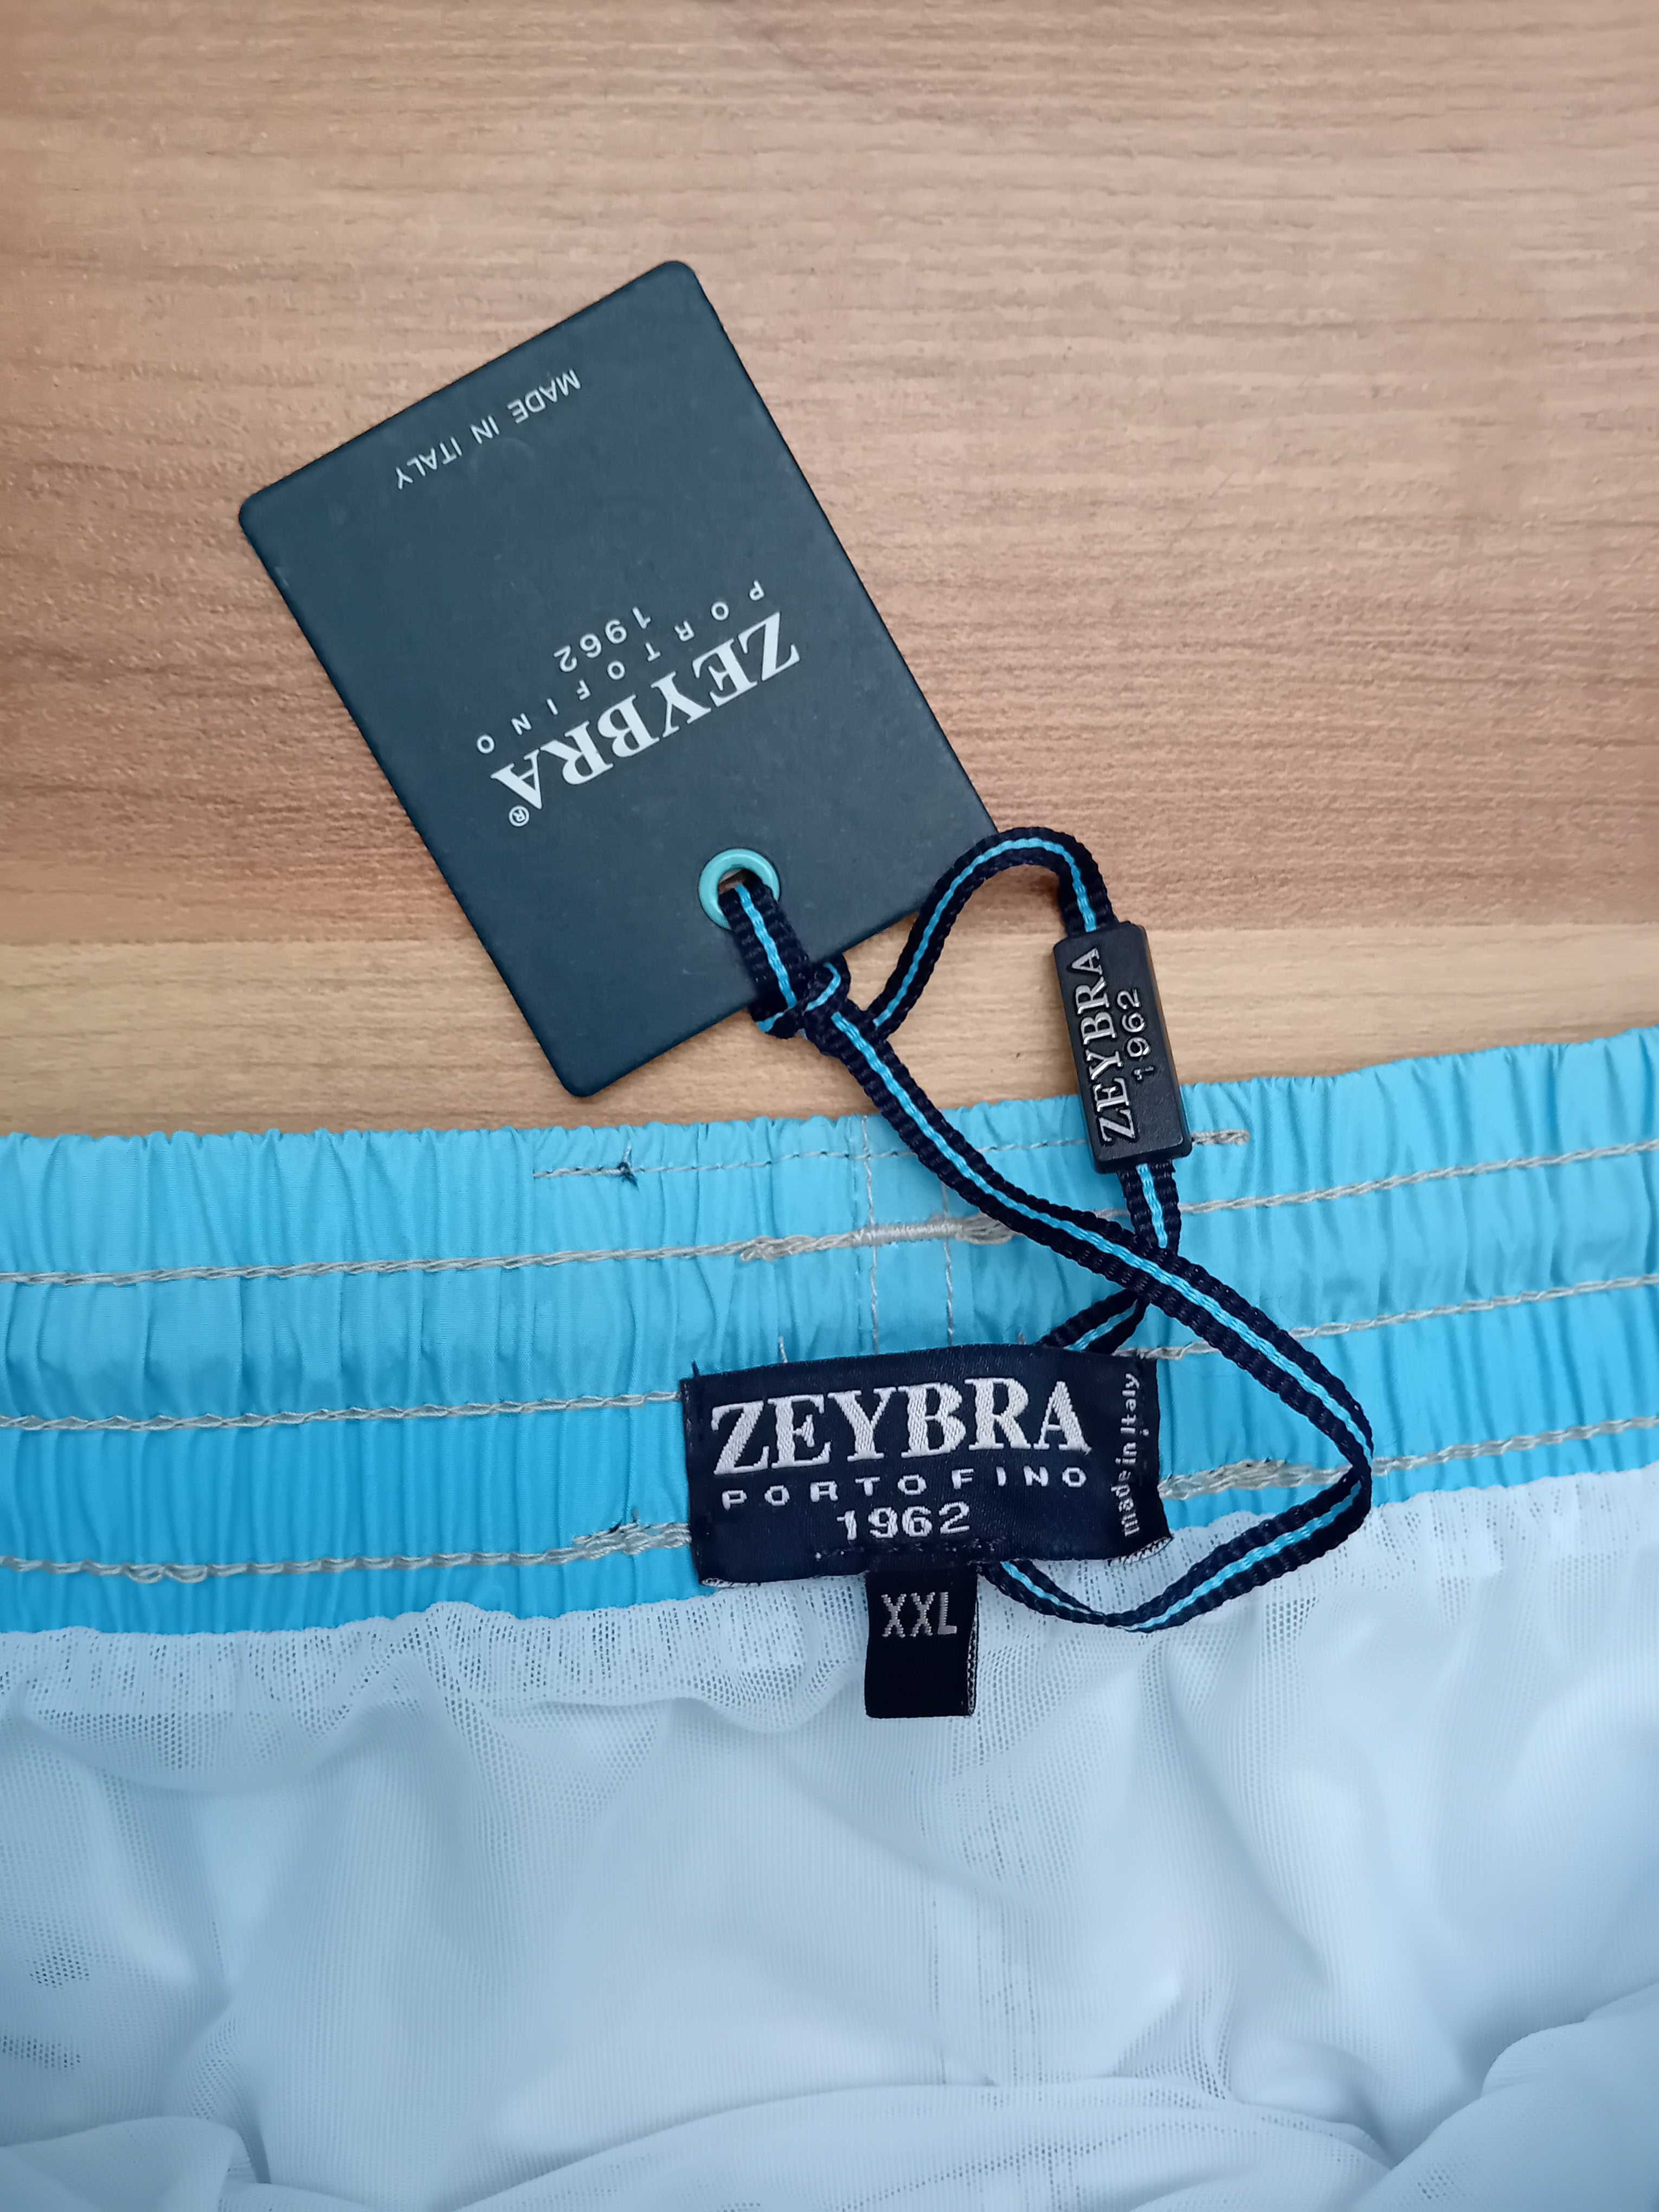 ZEYBRA®
PORTOFINO
1962
MADE IN ITALY
ZEYBRA
1962
ZEYBRA
PORTOFINO
1962
made in Italy
XXL